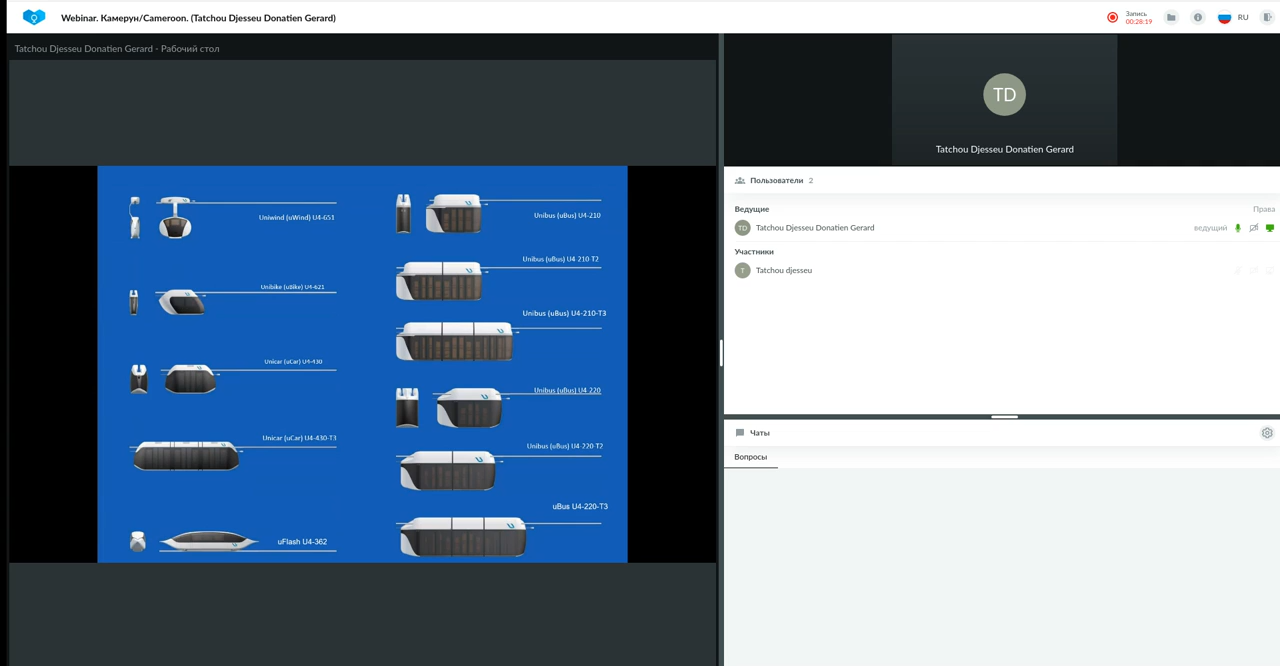 Webinar. Камерун/Cameroon. (Tatchou Djesseu Donatien Gerard)
Запись
00:28:19
RU
Tatchou Djesseu Donatien Gerard - Рабочий стол
Uniwind (uWind) U4-651
Unibike (uBike) U4-621
Unicar (uCar) U4-430
Unicar (uCar) U4-430-T3
uFlash U4-362
Unibus (uBus) U4-210
Unibus (uBus) U4-210 T2
Unibus (uBus) U4-210-T3
Unibus (uBus) U4 220
Unibus (uBus) U4-220-T2
uBus U4-220-T3
TD
Tatchou Djesseu Donatien Gerard
Пользователи 2
Ведущие Права
TD Tatchou Djesseu Donatien Gerard ведущий
Участники
T Tatchou djesseu
Чаты
Вопросы